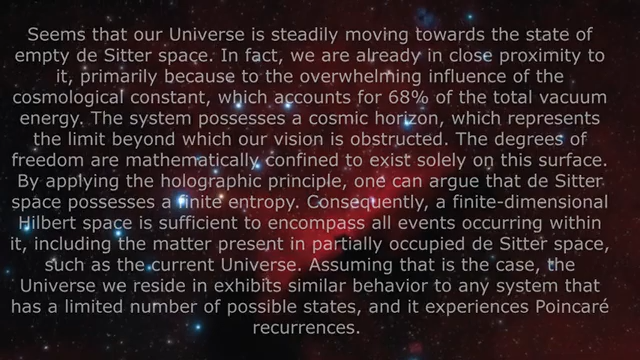 Seems that our Universe is steadily moving towards the state of
empty de Sitter space. In fact, we are already in close proximity to
it, primarily because to the overwhelming influence of the
cosmological constant, which accounts for 68% of the total vacuum
energy. The system possesses a cosmic horizon, which represents
the limit beyond which our vision is obstructed. The degrees of
freedom are mathematically confined to exist solely on this surface.
By applying the holographic principle, one can argue that de Sitter
space possesses a finite entropy. Consequently, a finite-dimensional
Hilbert space is sufficient to encompass all events occurring within
it, including the matter present in partially occupied de Sitter space,
such as the current Universe. Assuming that is the case, the
Universe we reside in exhibits similar behavior to any system that
has a limited number of possible states, and it experiences Poincaré
recurrences.